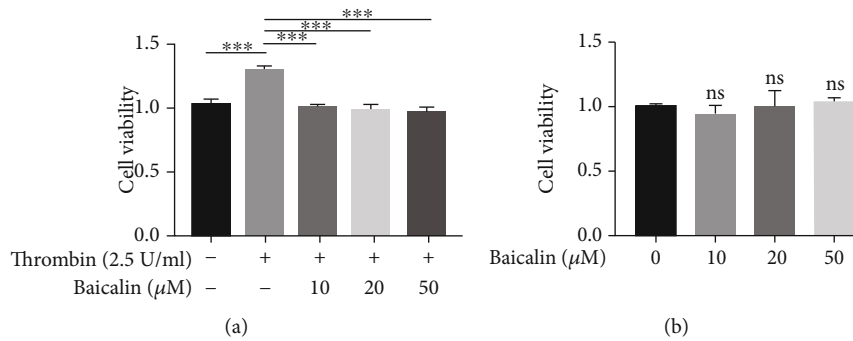 ***
***
*** ***
1.5
1.0
0.5
0.0
Cell viability
Thrombin (2.5 U/ml) − + + + +
Baicalin (μM) − − 10 20 50
(a)
1.5
1.0
0.5
0.0
Cell viability
ns ns ns
Baicalin (μM) 0 10 20 50
(b)